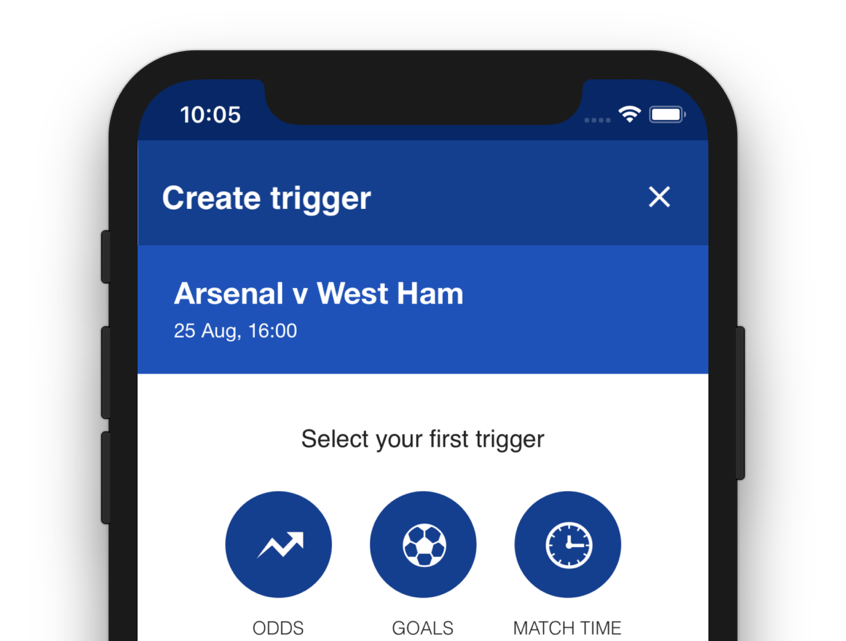 10:05
Create trigger
Arsenal v West Ham
25 Aug, 16:00
Select your first trigger
ODDS GOALS MATCH TIME